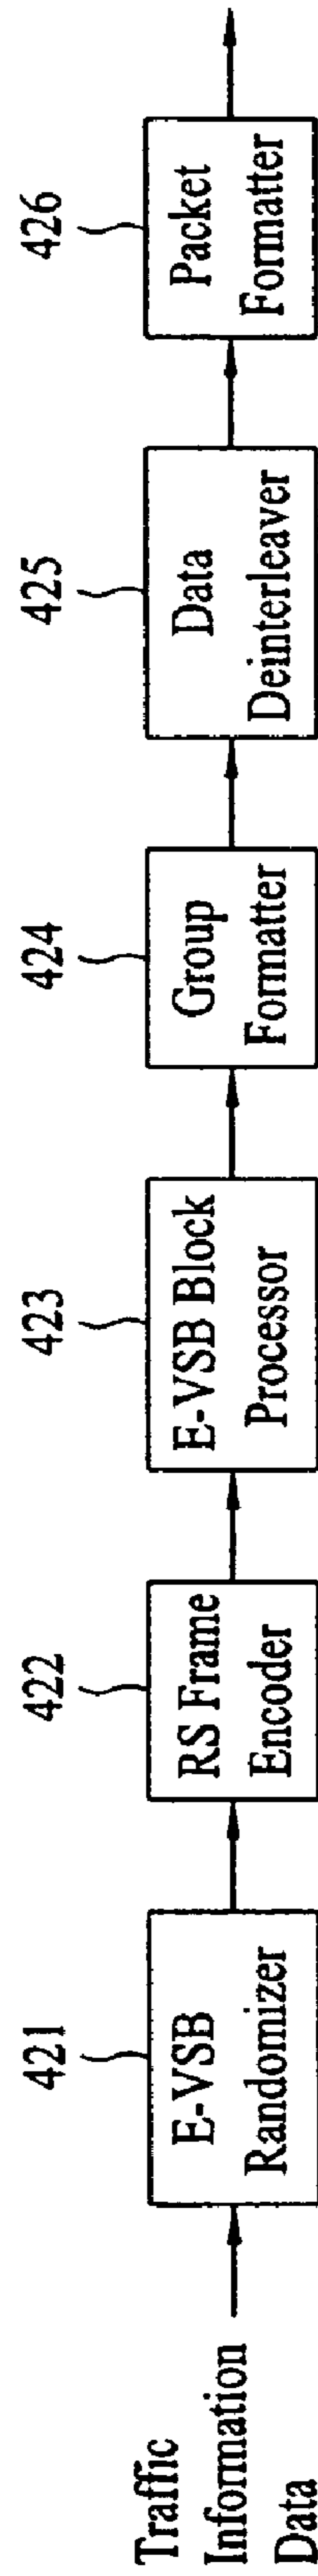 Traffic
Information
Data
421
E-VSB
Randomizer
422
RS Frame
Encoder
423
E-VSB Block
Processor
424
Group
Formatter
425
Data
Deinterleaver
426
Packet
Formatter